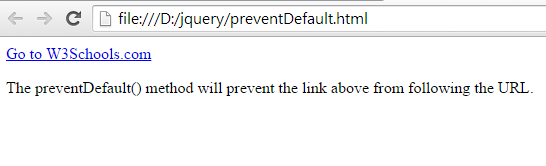 file:///D:/jquery/preventDefault.html
Go to W3Schools.com
The preventDefault() method will prevent the link above from following the URL.